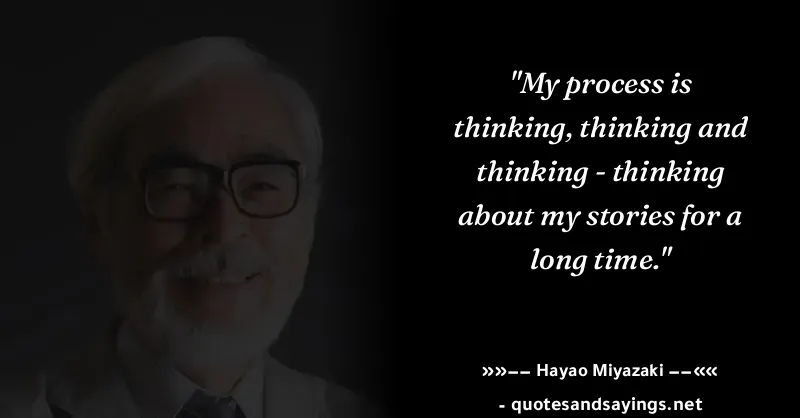 "My process is
thinking, thinking and
thinking - thinking
about my stories for a
long time."
»»−− Hayao Miyazaki −−««
- quotesandsayings.net